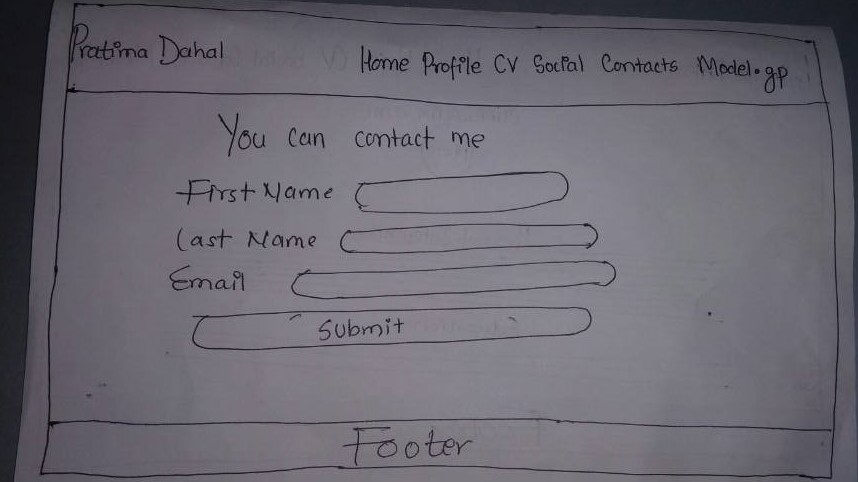 Pratima Dahal
Home Profile CV Social Contacts Model.gp
You can contact me
First Name
Last Name
Email
Submit
Footer